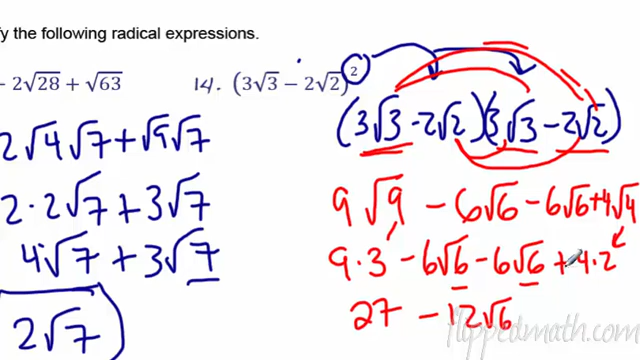 fy the following radical expressions.
- 2√28 + √63
2√4√7 + √9√7
2·2√7 + 3√7
4√7 + 3√7
2√7
14. (3√3 − 2√2)²
(3√3 - 2√2)(3√3 - 2√2)
9√9 - 6√6 - 6√6 + 4√4
9·3 - 6√6 - 6√6 + 4·2
27 - 12√6
flippedmath.com